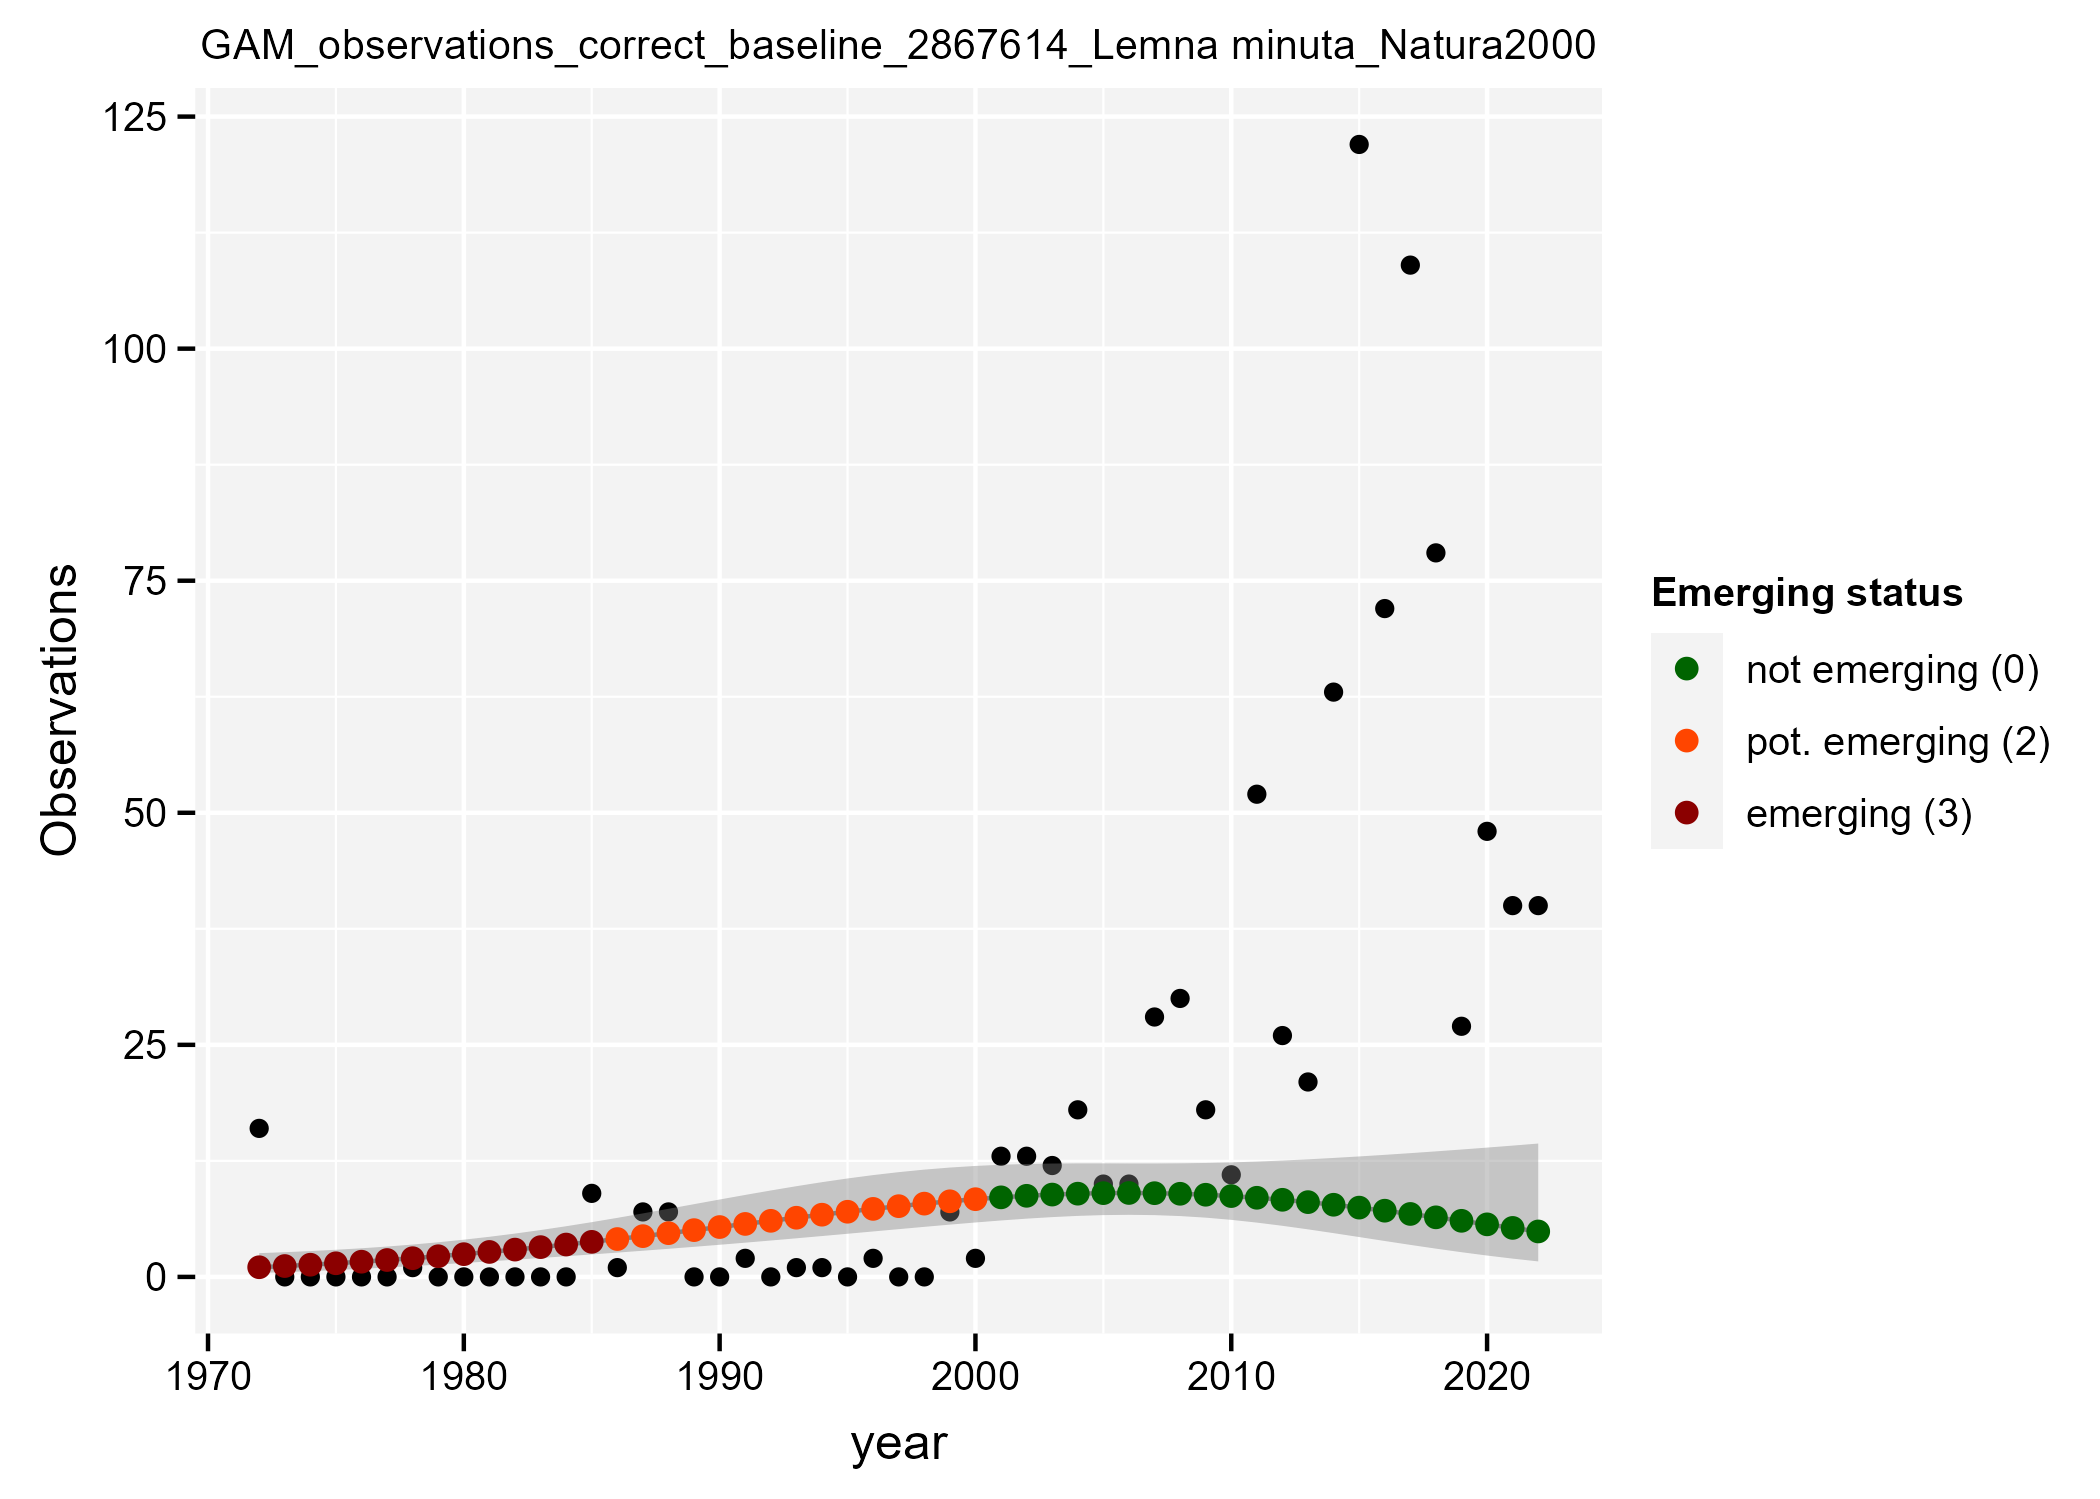 GAM_observations_correct_baseline_2867614_Lemna minuta_Natura2000
125
100
75
50
25
0
Observations
1970 1980 1990 2000 2010 2020
year
Emerging status
not emerging (0)
pot. emerging (2)
emerging (3)